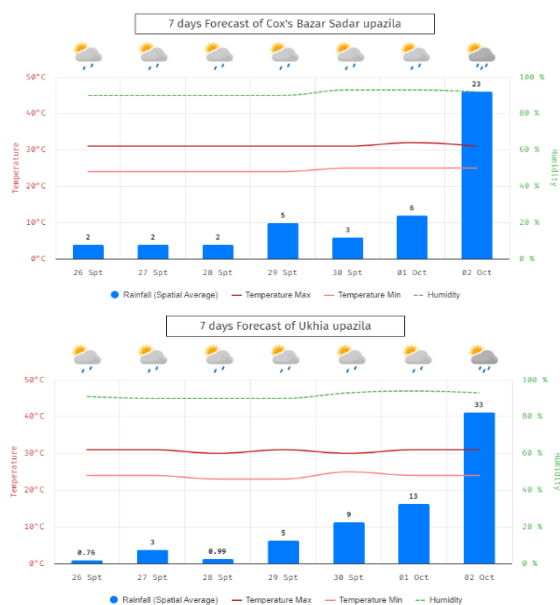 7 days Forecast of Cox's Bazar Sadar upazila
50°C
40°C
30°C
20°C
10°C
0°C
Temperature
100 %
80 %
60 %
40 %
20 %
0 %
Humidity
2 2 2 5 3 6 23
26 Spt 27 Spt 28 Spt 29 Spt 30 Spt 01 Oct 02 Oct
Rainfall (Spatial Average) Temperature Max Temperature Min Humidity
7 days Forecast of Ukhia upazila
50°C
40°C
30°C
20°C
10°C
0°C
Temperature
100 %
80 %
60 %
40 %
20 %
0 %
Humidity
0.76 3 0.99 5 9 13 33
26 Spt 27 Spt 28 Spt 29 Spt 30 Spt 01 Oct 02 Oct
Rainfall (Spatial Average) Temperature Max Temperature Min Humidity